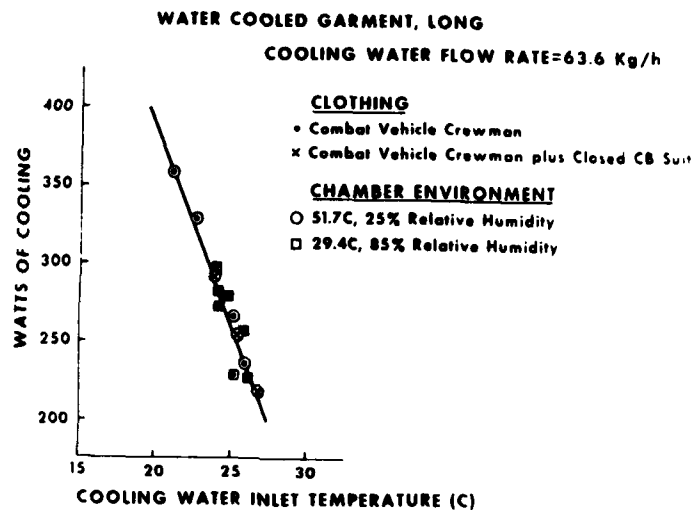 WATER COOLED GARMENT, LONG
COOLING WATER FLOW RATE=63.6 Kg/h
CLOTHING
• Combat Vehicle Crewman
× Combat Vehicle Crewman plus Closed CB Suit
CHAMBER ENVIRONMENT
○ 51.7C, 25% Relative Humidity
□ 29.4C, 85% Relative Humidity
WATTS OF COOLING
400
350
300
250
200
15 20 25 30
COOLING WATER INLET TEMPERATURE (C)